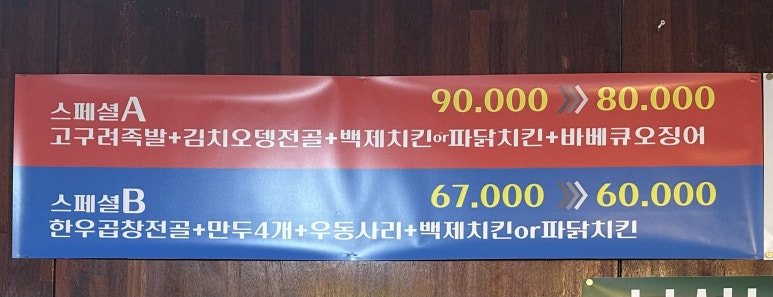 스페셜A 90.000 》 80.000
고구려족발+김치오뎅전골+백제치킨or파닭치킨+바베큐오징어
스페셜B 67.000 》 60.000
한우곱창전골+만두4개+우동사리+백제치킨or파닭치킨